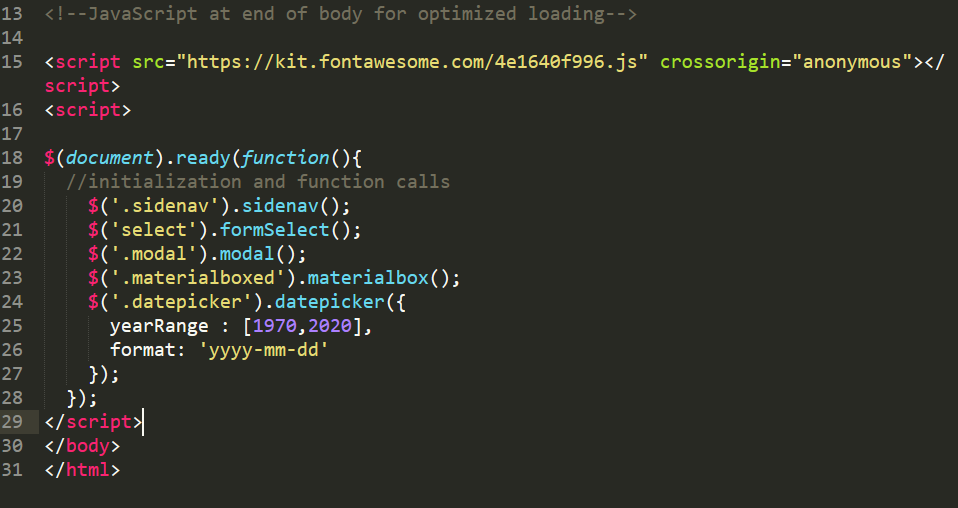 13 <!--JavaScript at end of body for optimized loading-->
14
15 <script src="https://kit.fontawesome.com/4e1640f996.js" crossorigin="anonymous"></
script>
16 <script>
17
18 $(document).ready(function(){
19   //initialization and function calls
20     $('.sidenav').sidenav();
21     $('select').formSelect();
22     $('.modal').modal();
23     $('.materialboxed').materialbox();
24     $('.datepicker').datepicker({
25       yearRange : [1970,2020],
26       format: 'yyyy-mm-dd'
27     });
28   });
29 </script>
30 </body>
31 </html>